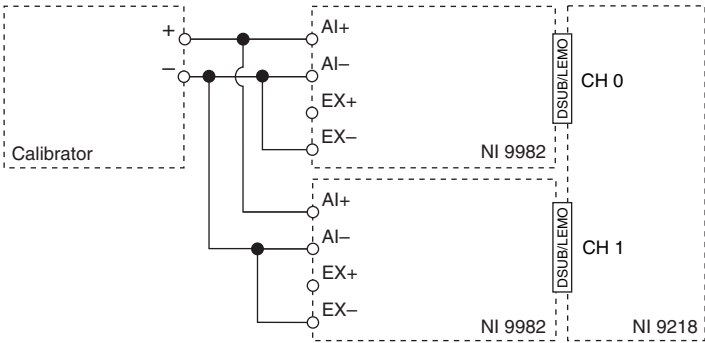 +
−
Calibrator
AI+
AI−
EX+
EX−
NI 9982
DSUB/LEMO
CH 0
AI+
AI−
EX+
EX−
NI 9982
DSUB/LEMO
CH 1
NI 9218